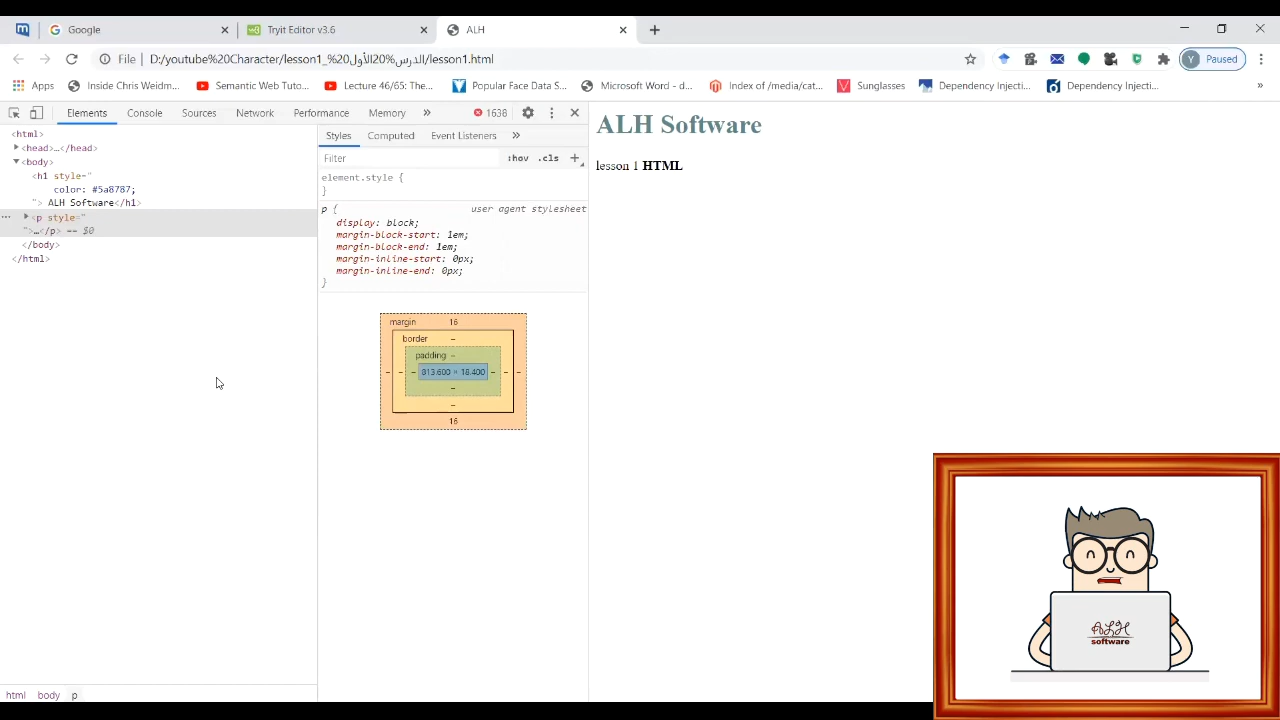 Google
Tryit Editor v3.6
ALH
File
D:/youtube%20Character/lesson1_%20الدرس%20الأول/lesson1.html
Paused
Apps
Inside Chris Weidm...
Semantic Web Tuto...
Lecture 46/65: The...
Popular Face Data S...
Microsoft Word - d...
Index of /media/cat...
Sunglasses
Dependency Injecti...
Dependency Injecti...
»
Elements
Console
Sources
Network
Performance
Memory
»
1638
<html>
<head>…</head>
<body>
<h1 style="
color: #5a8787;
"> ALH Software</h1>
<p style="
">…</p> == $0
</body>
</html>
html
body
p
Styles
Computed
Event Listeners
»
Filter
:hov
.cls
+
element.style {
}
p {
user agent stylesheet
display: block;
margin-block-start: 1em;
margin-block-end: 1em;
margin-inline-start: 0px;
margin-inline-end: 0px;
}
margin
16
border
–
padding
–
– – – 813.600 × 18.400 – – –
–
–
16
ALH Software
lesson 1 HTML
ALH
software